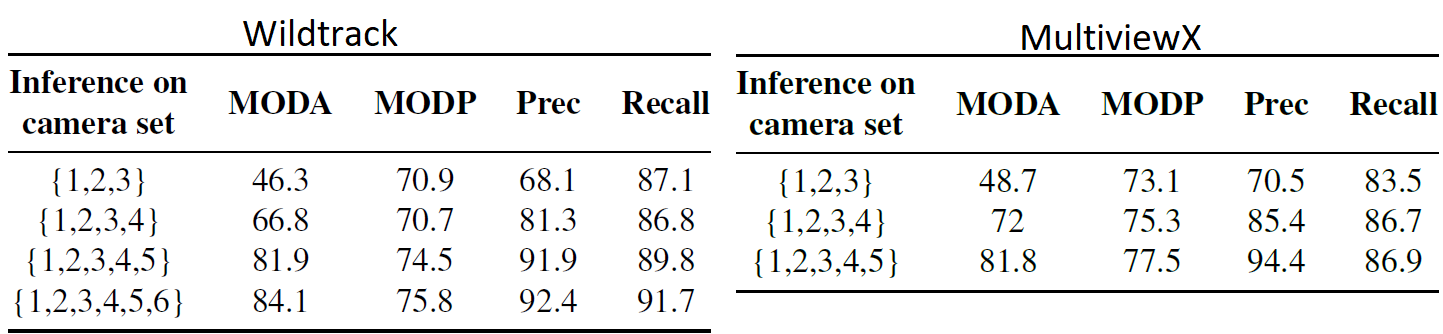 Wildtrack
Inference on camera set MODA MODP Prec Recall
{1,2,3} 46.3 70.9 68.1 87.1
{1,2,3,4} 66.8 70.7 81.3 86.8
{1,2,3,4,5} 81.9 74.5 91.9 89.8
{1,2,3,4,5,6} 84.1 75.8 92.4 91.7
MultiviewX
Inference on camera set MODA MODP Prec Recall
{1,2,3} 48.7 73.1 70.5 83.5
{1,2,3,4} 72 75.3 85.4 86.7
{1,2,3,4,5} 81.8 77.5 94.4 86.9